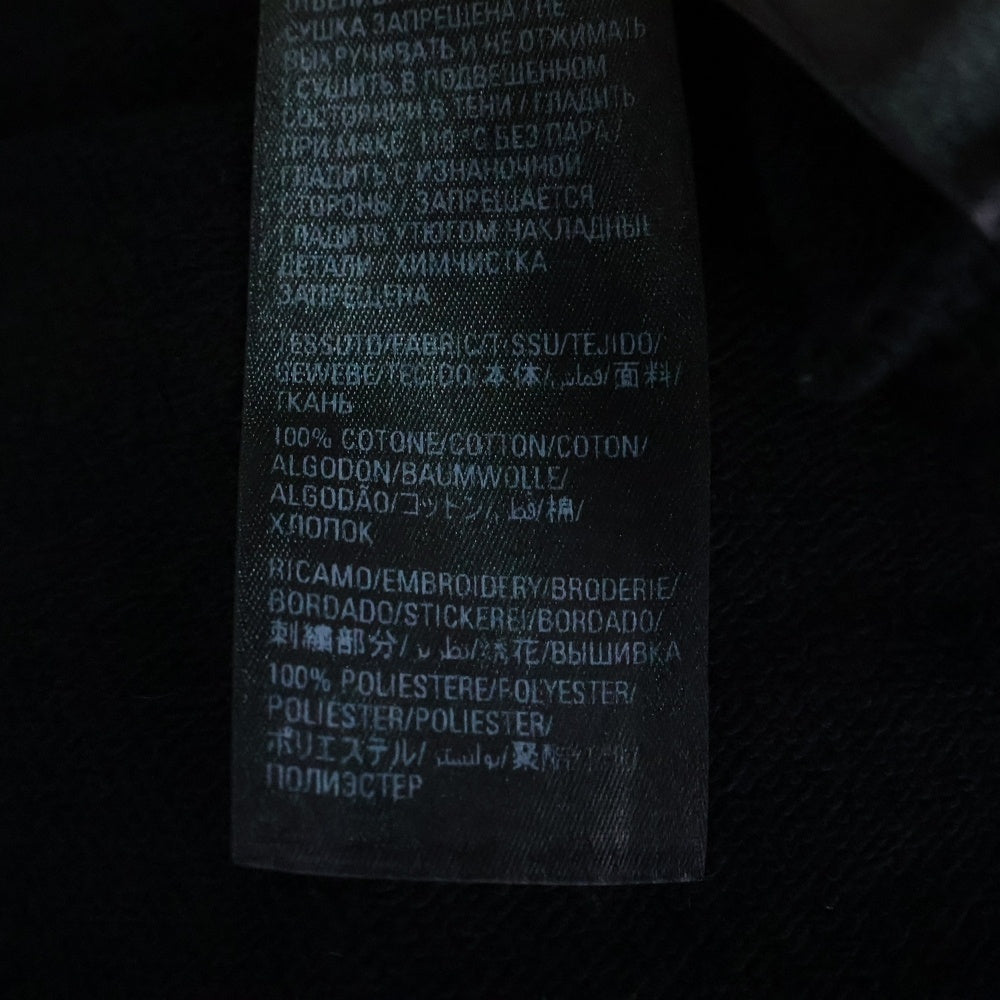 СУШКА ЗАПРЕЩЕНА / НЕ
ВЫКРУЧИВАТЬ И НЕ ОТЖИМАТЬ
/ СУШИТЬ В ПОДВЕШЕННОМ
СОСТОЯНИИ В ТЕНИ / ГЛАДИТЬ
ПРИ МАКС. 110 °C БЕЗ ПАРА /
ГЛАДИТЬ С ИЗНАНОЧНОЙ
СТОРОНЫ / ЗАПРЕЩАЕТСЯ
ГЛАДИТЬ УТЮГОМ ЧАКЛАДНЫЕ
ДЕТАЛИ / ХИМЧИСТКА
ЗАПРЕЩЕНА
TESSUTO/FABRIC/TISSU/TEJIDO/
GEWEBE/TECIDO/本体/قماش/面料/
ТКАНЬ
100% COTONE/COTTON/COTON/
ALGODON/BAUMWOLLE/
ALGODÃO/コットン/قطن/棉/
ХЛОПОК
RICAMO/EMBROIDERY/BRODERIE/
BORDADO/STICKEREI/BORDADO/
刺繍部分/تطريز/绣花/ВЫШИВКА
100% POLIESTERE/POLYESTER/
POLIÉSTER/POLIESTER/
ポリエステル/بوليستر/聚酯
ПОЛИЭСТЕР